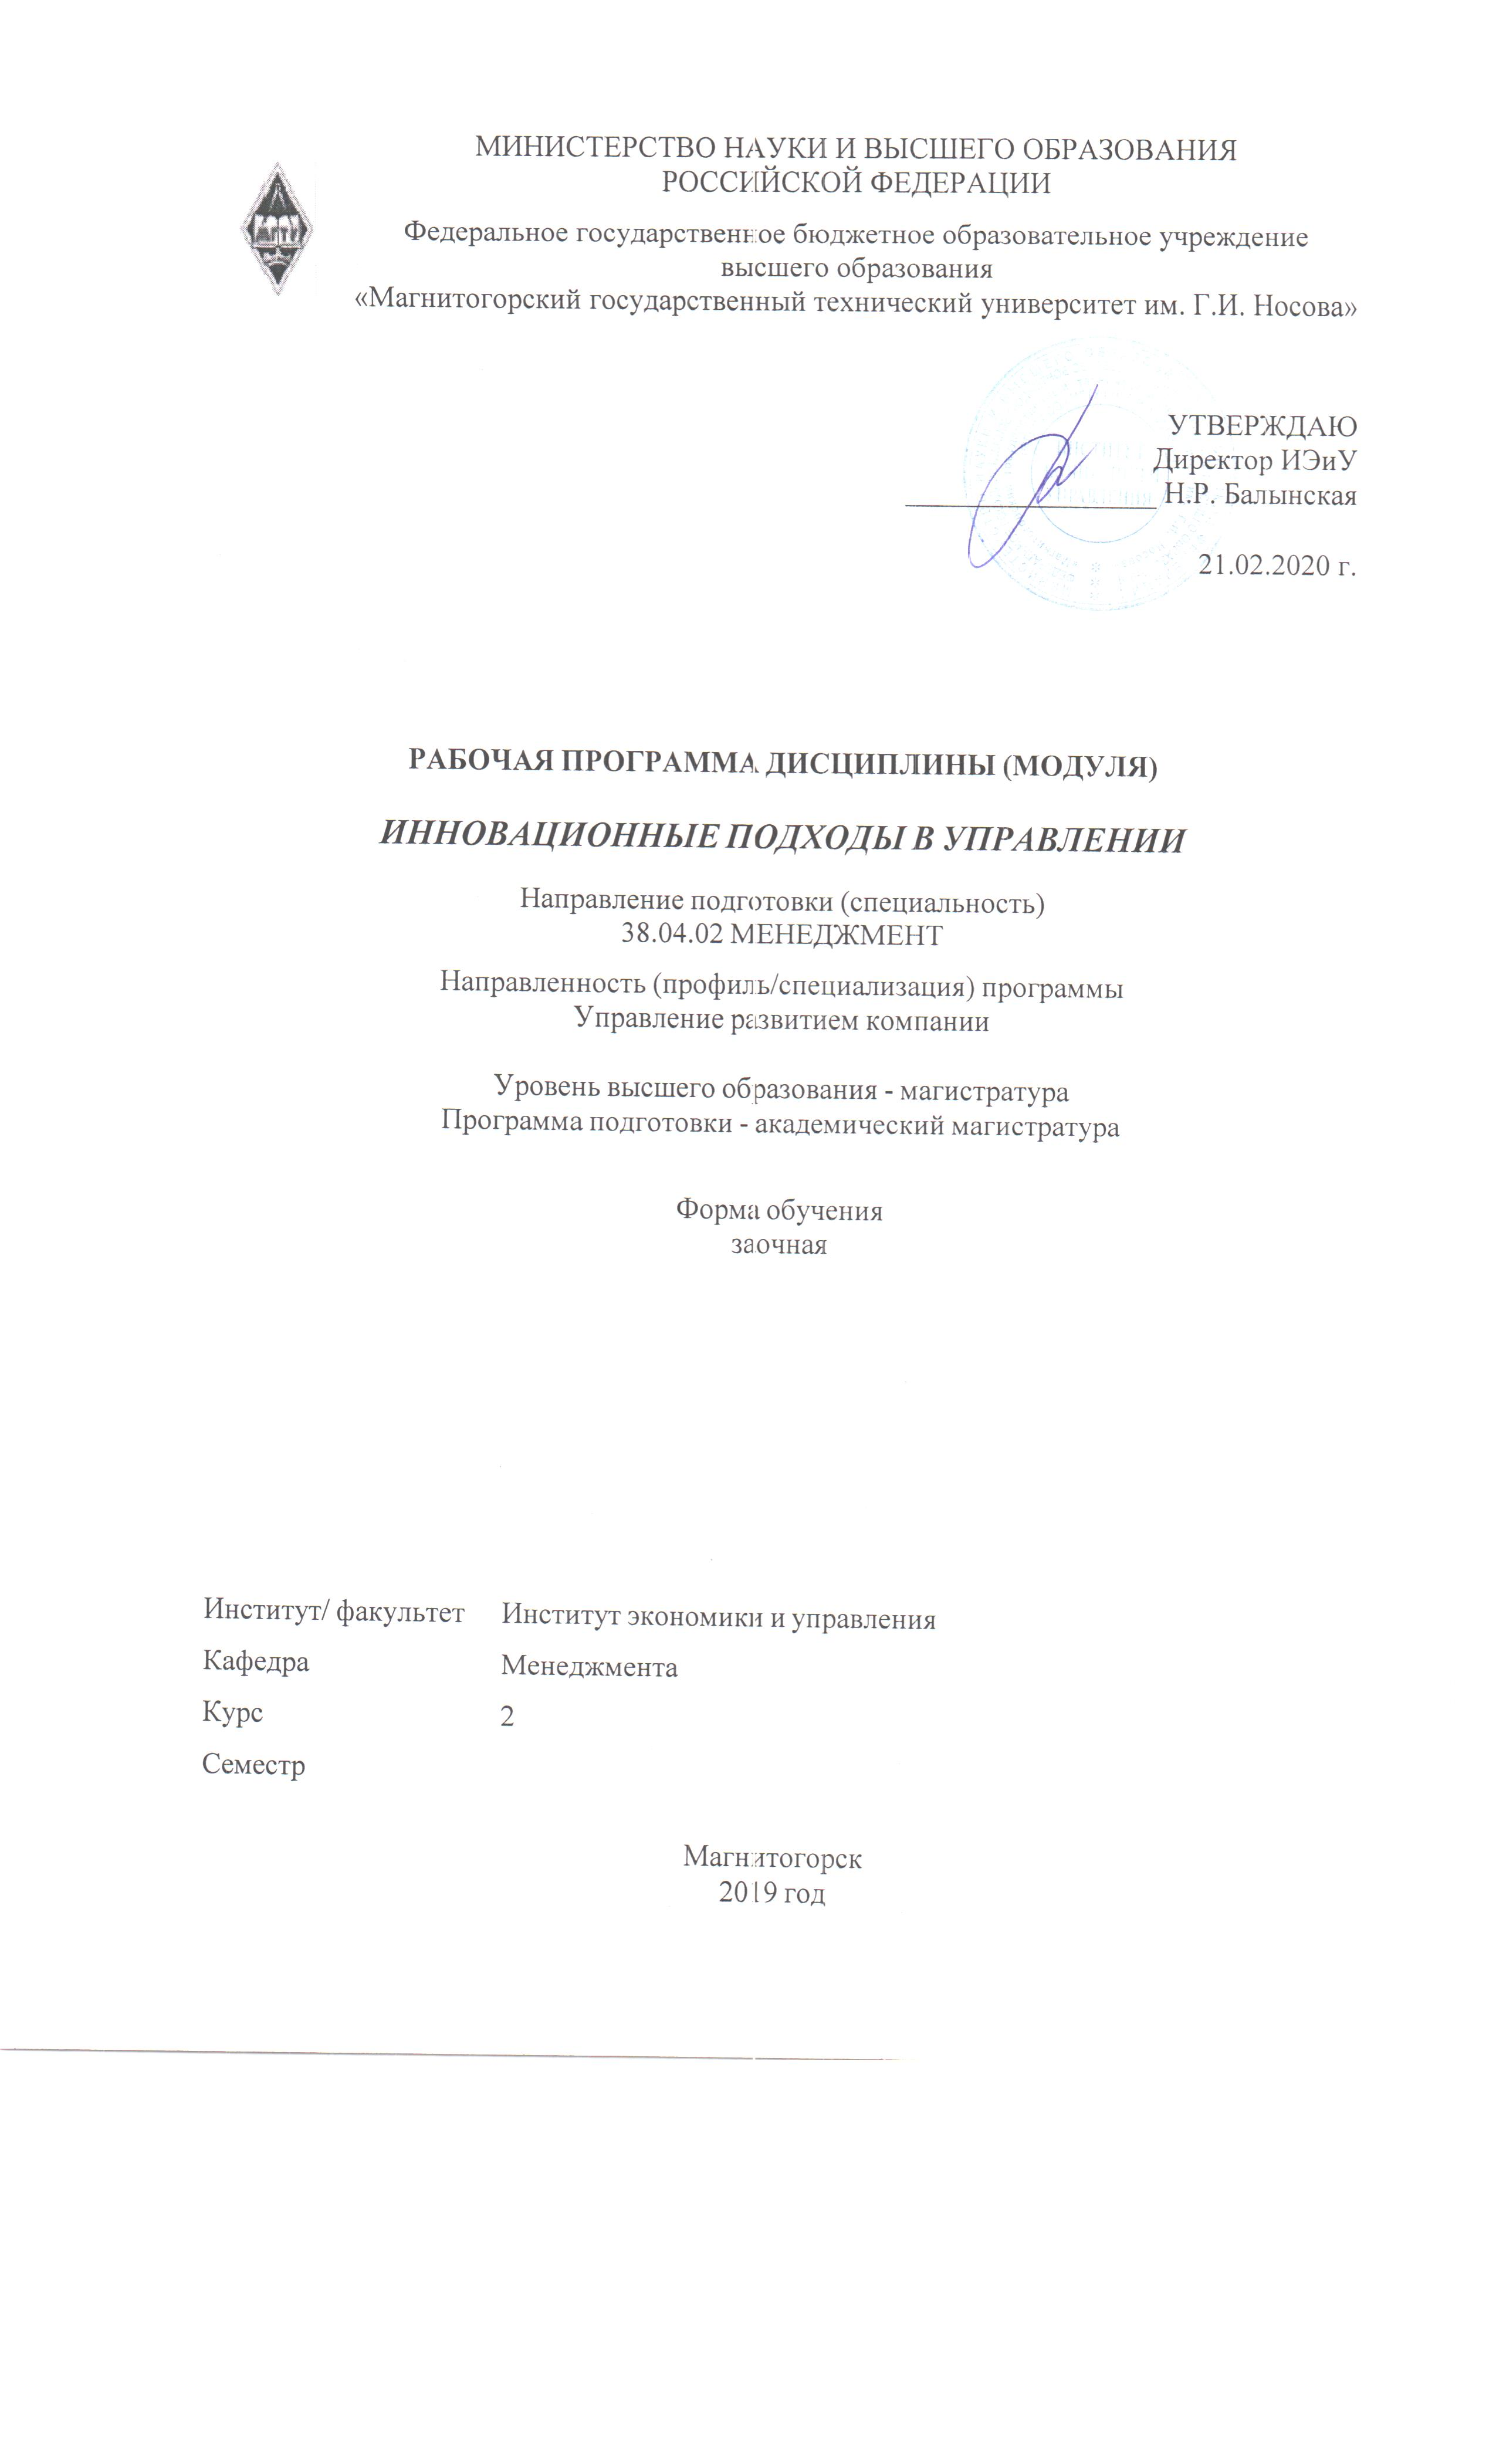 МИНИСТЕРСТВО НАУКИ И ВЫСШЕГО ОБРАЗОВАНИЯ
РОССИЙСКОЙ ФЕДЕРАЦИИ
Федеральное государственное бюджетное образовательное учреждение
высшего образования
«Магнитогорский государственный технический университет им. Г.И. Носова»
МГТУ
УТВЕРЖДАЮ
Директор ИЭиУ
Н.Р. Балынская
21.02.2020 г.
РАБОЧАЯ ПРОГРАММА ДИСЦИПЛИНЫ (МОДУЛЯ)
ИННОВАЦИОННЫЕ ПОДХОДЫ В УПРАВЛЕНИИ
Направление подготовки (специальность)
38.04.02 МЕНЕДЖМЕНТ
Направленность (профиль/специализация) программы
Управление развитием компании
Уровень высшего образования - магистратура
Программа подготовки - академический магистратура
Форма обучения
заочная
Институт/ факультет Институт экономики и управления
Кафедра Менеджмента
Курс 2
Семестр
Магнитогорск
2019 год